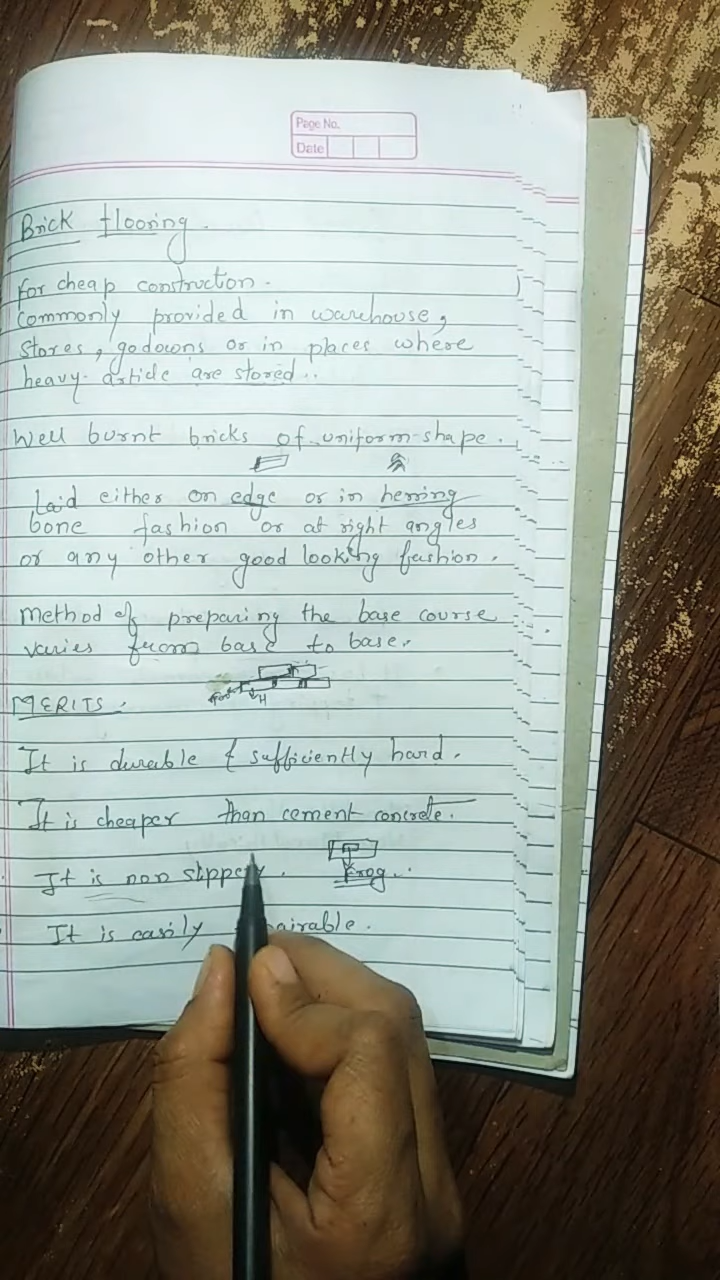 Page No.
Date
Brick flooring.
for cheap construction.
commonly provided in warehouse,
stores, godowns or in places where
heavy article are stored..
Well burnt bricks of uniform shape.
Laid either on edge or in herring
bone fashion or at right angles
or any other good looking fashion.
Method of preparing the base course
varies from base to base.
H
MERITS.
It is durable & sufficiently hard.
It is cheaper than cement concrete.
It is non slippery. Frog.
It is easily